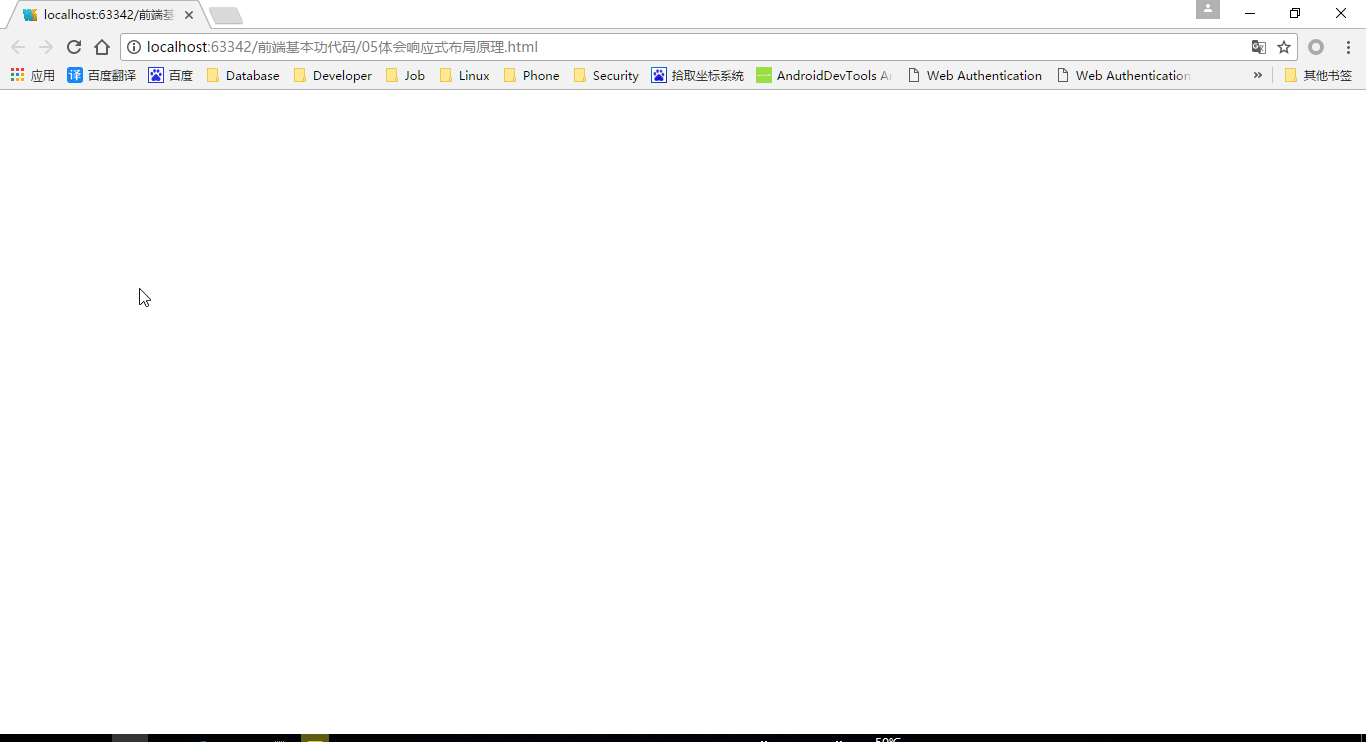 localhost:63342/前端基
localhost:63342/前端基本功代码/05体会响应式布局原理.html
应用 译 百度翻译 百度 Database Developer Job Linux Phone Security 拾取坐标系统 AndroidDevTools Web Authentication Web Authentication » 其他书签